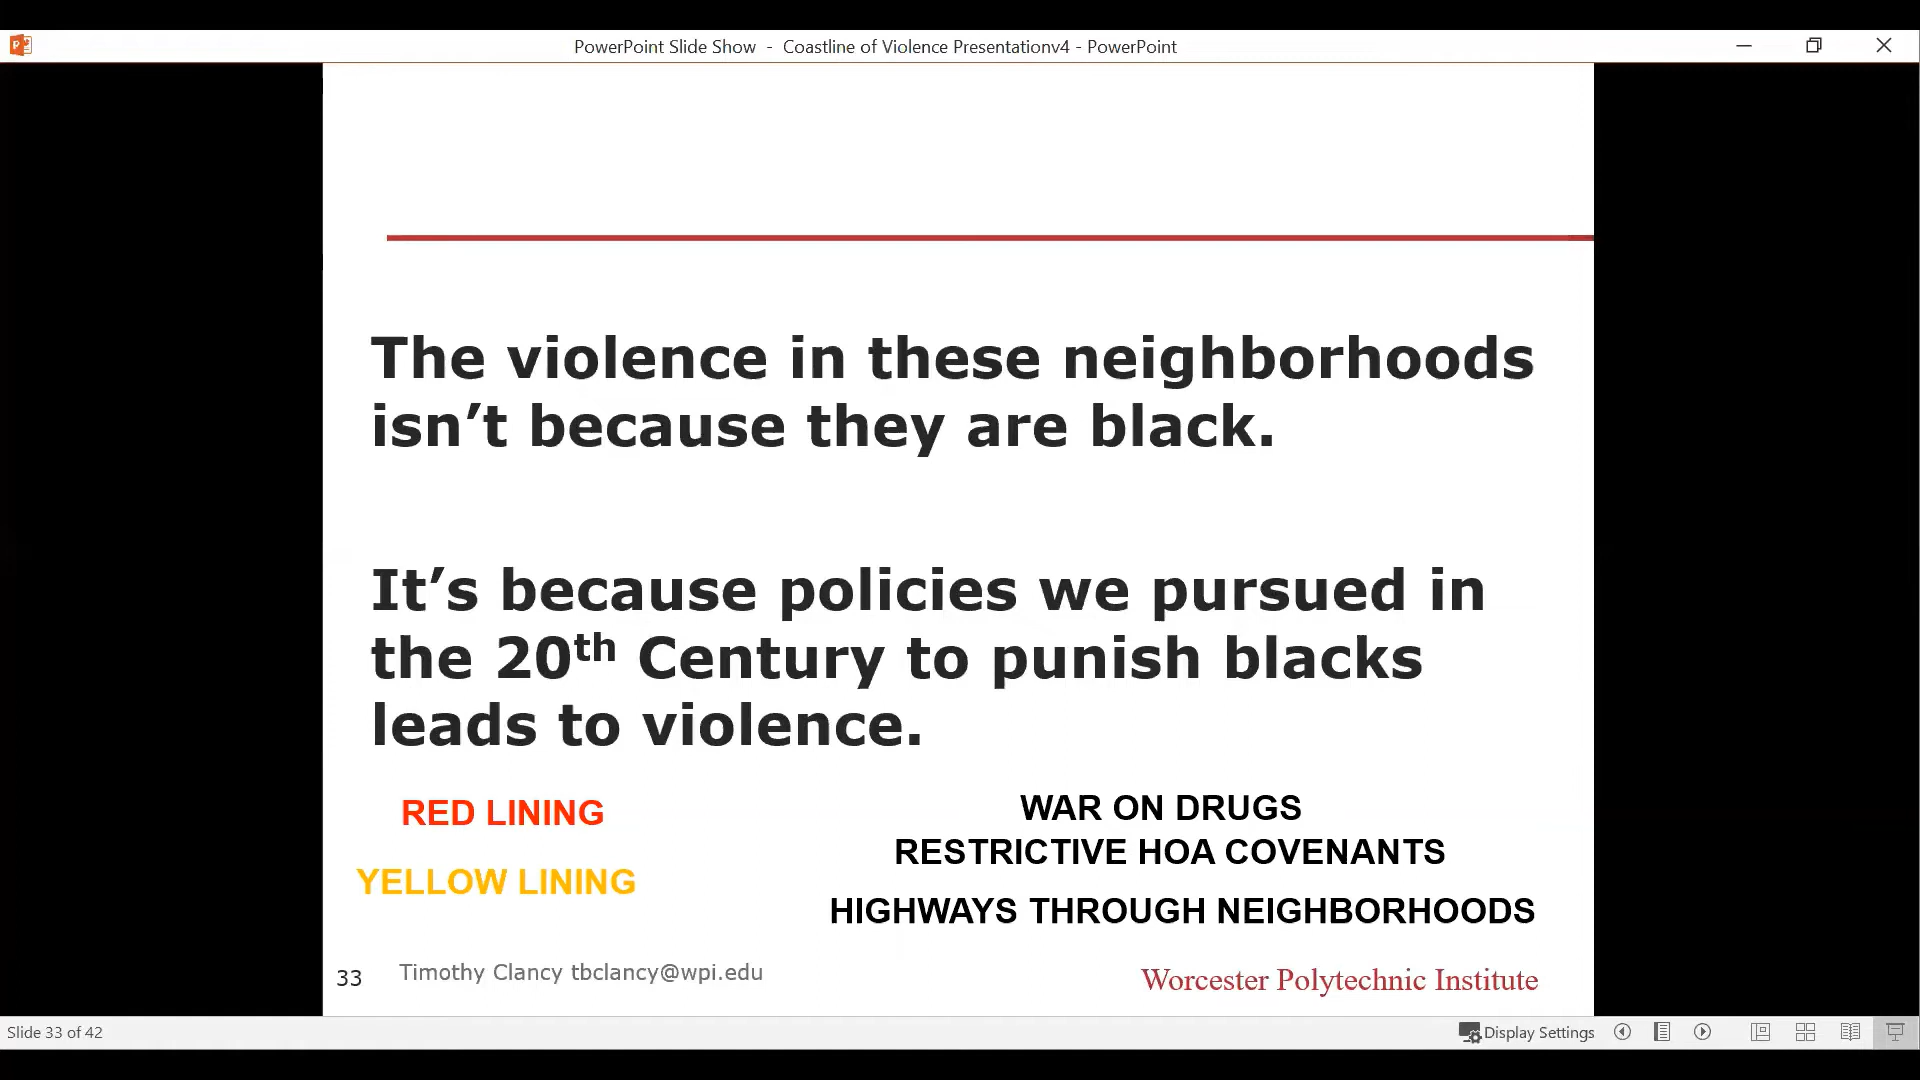 PowerPoint Slide Show - Coastline of Violence Presentationv4 - PowerPoint
The violence in these neighborhoods
isn’t because they are black.
It’s because policies we pursued in
the 20th Century to punish blacks
leads to violence.
RED LINING
WAR ON DRUGS
RESTRICTIVE HOA COVENANTS
YELLOW LINING
HIGHWAYS THROUGH NEIGHBORHOODS
33
Timothy Clancy tbclancy@wpi.edu
Worcester Polytechnic Institute
Slide 33 of 42
Display Settings